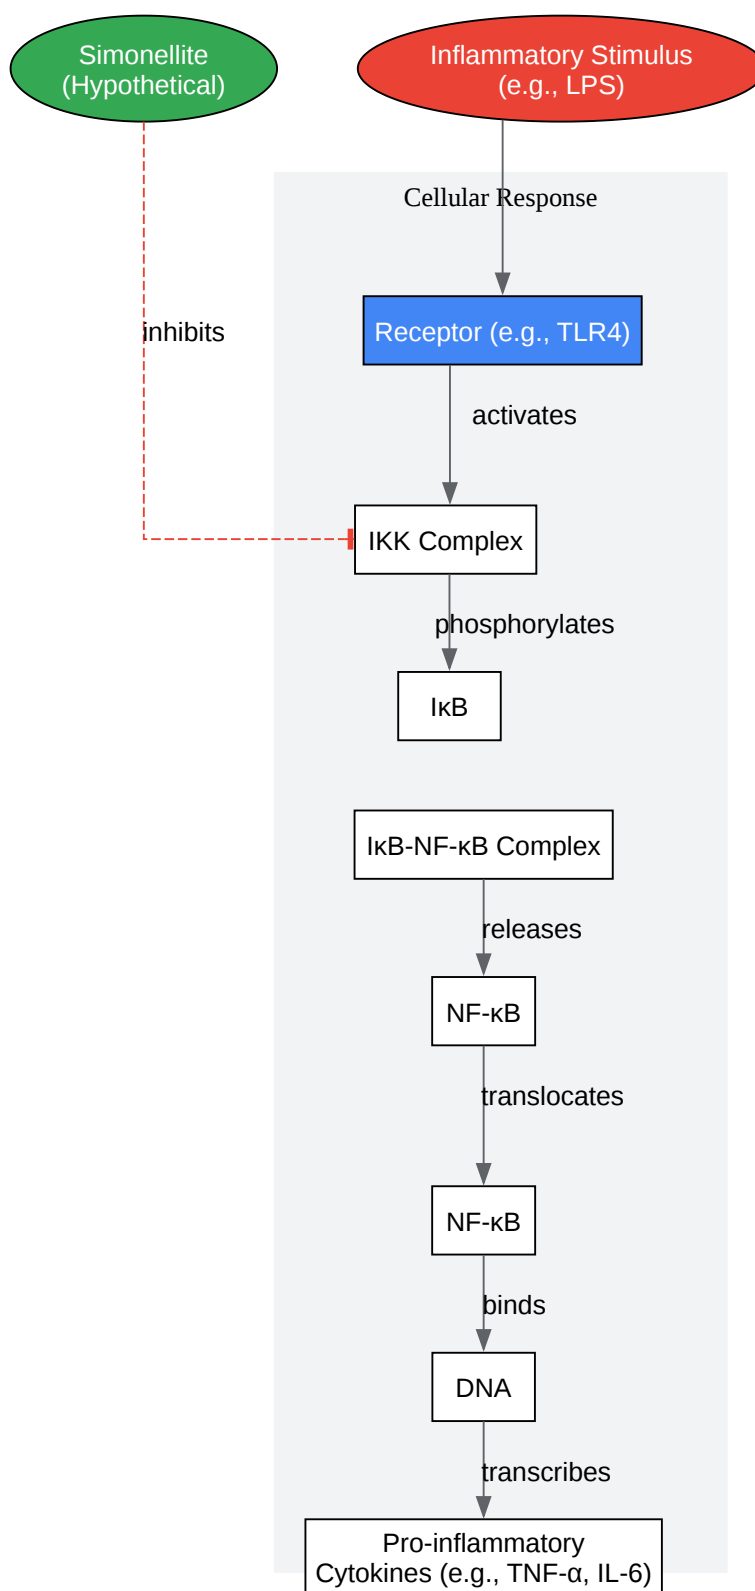 Simonellite
(Hypothetical)
Inflammatory Stimulus
(e.g., LPS)
Cellular Response
inhibits
Receptor (e.g., TLR4)
activates
IKK Complex
phosphorylates
IκB
IκB-NF-κB Complex
releases
NF-κB
translocates
NF-κB
binds
DNA
transcribes
Pro-inflammatory
Cytokines (e.g., TNF-α, IL-6)